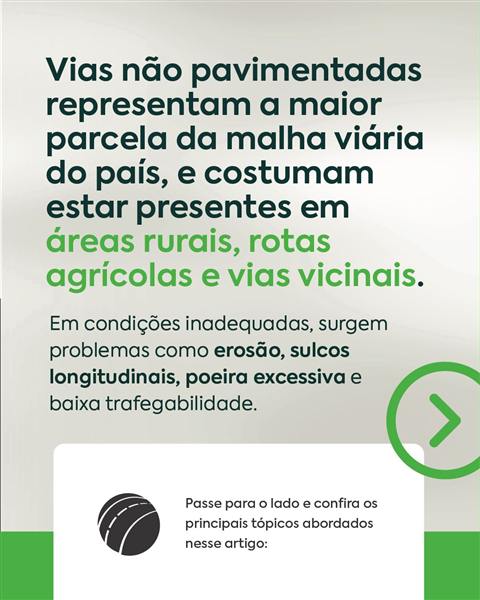 Vias não pavimentadas
representam a maior
parcela da malha viária
do país, e costumam
estar presentes em
áreas rurais, rotas
agrícolas e vias vicinais.
Em condições inadequadas, surgem
problemas como erosão, sulcos
longitudinais, poeira excessiva e
baixa trafegabilidade.
Passe para o lado e confira os
principais tópicos abordados
nesse artigo: